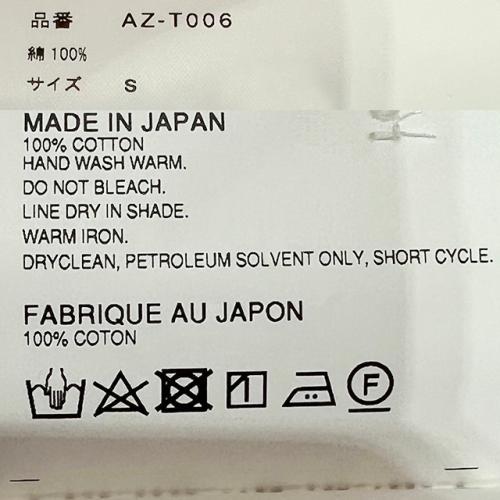 品番 AZ-T006
綿 100%
サイズ S
MADE IN JAPAN
100% COTTON
HAND WASH WARM.
DO NOT BLEACH.
LINE DRY IN SHADE.
WARM IRON.
DRYCLEAN, PETROLEUM SOLVENT ONLY, SHORT CYCLE.
FABRIQUE AU JAPON
100% COTON
F